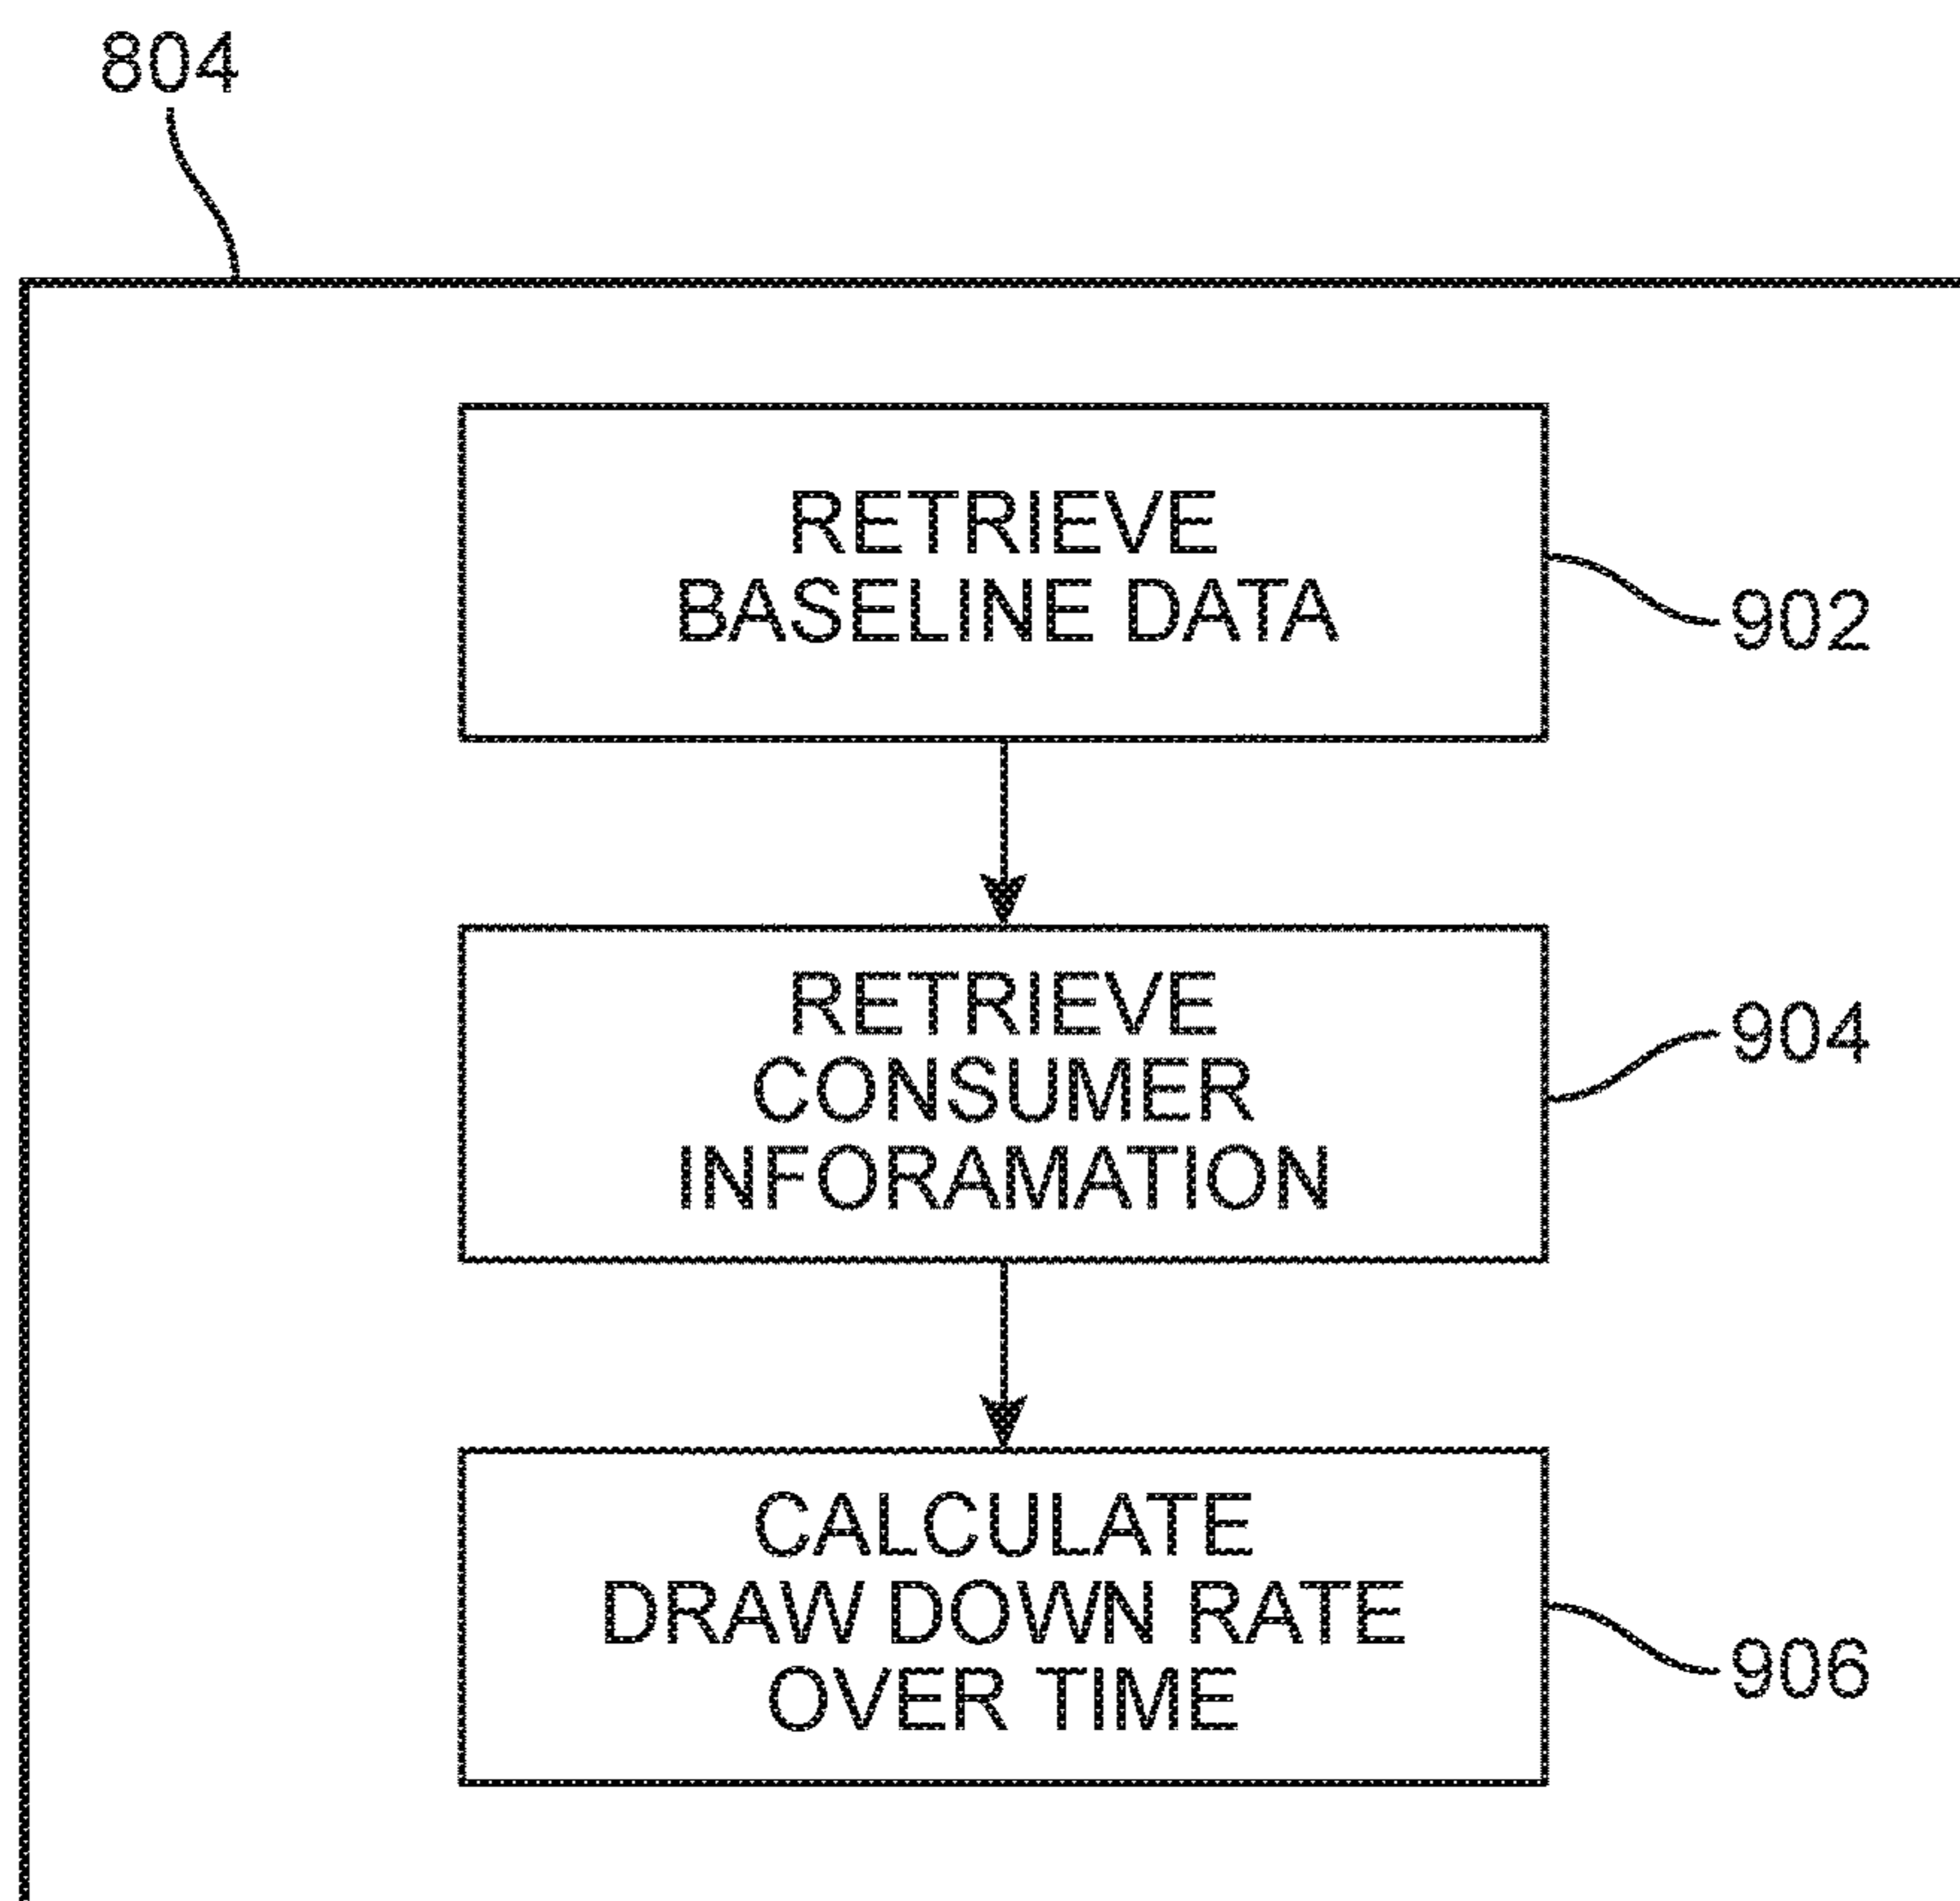 804
RETRIEVE
BASELINE DATA
902
RETRIEVE
CONSUMER
INFORAMATION
904
CALCULATE
DRAW DOWN RATE
OVER TIME
906